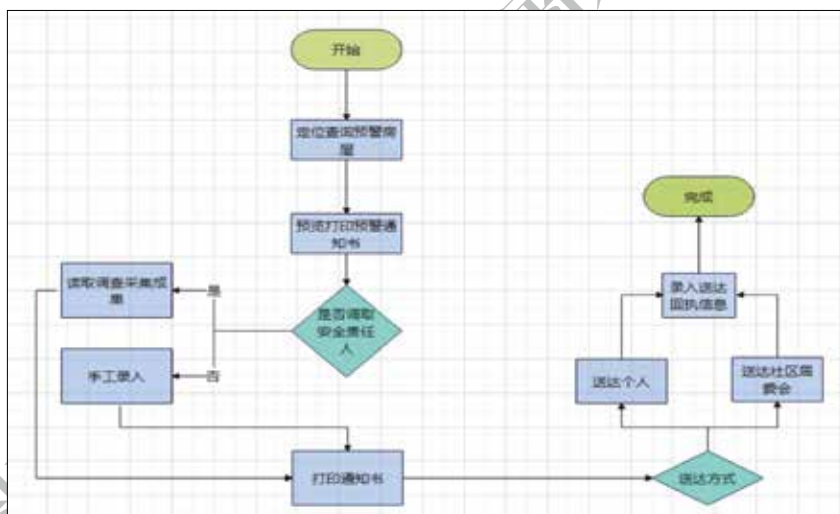 开始
定位查询预警房
屋
预览打印预警通
知书
是否调取
安全责任
人
是
读取调查采集成
果
否
手工录入
打印通知书
送达方式
送达个人
送达社区居
委会
录入送达
回执信息
完成